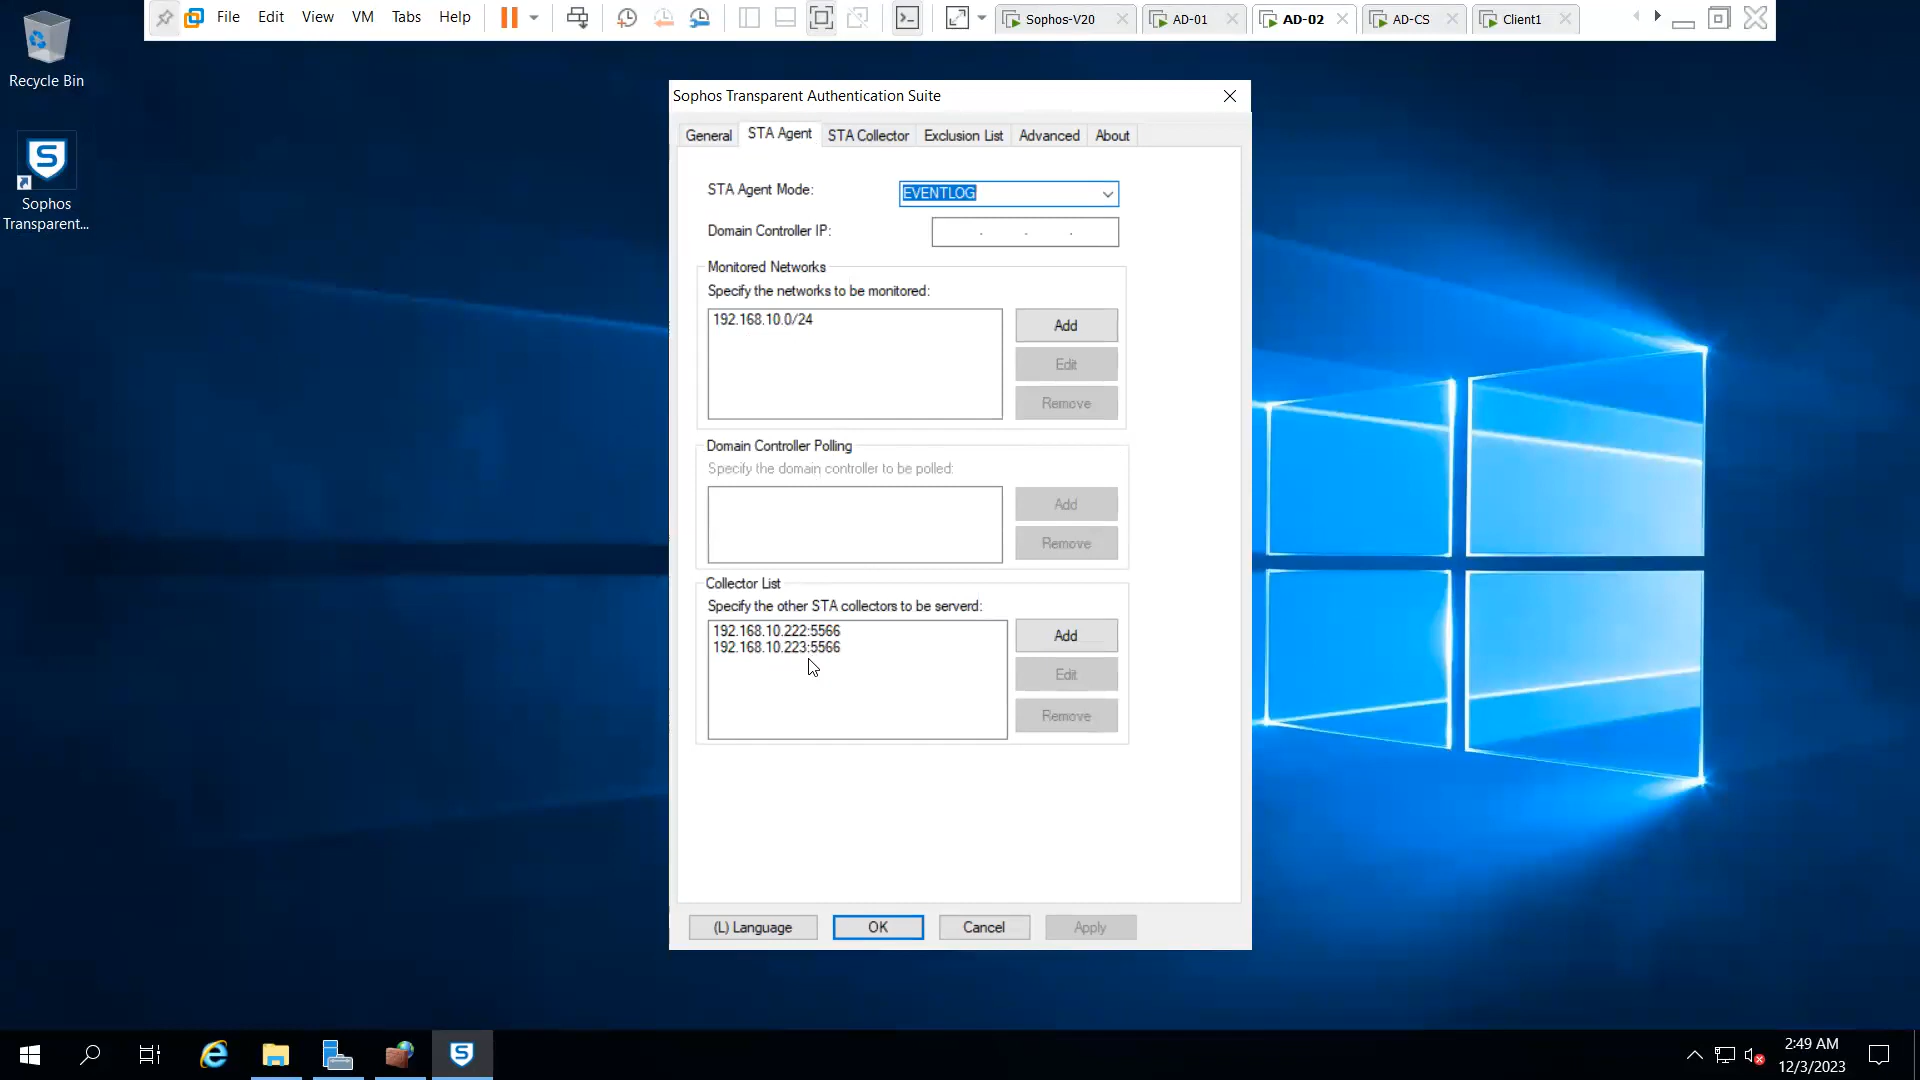 File Edit View VM Tabs Help
Sophos-V20
AD-01
AD-02
AD-CS
Client1
Recycle Bin
S
Sophos
Transparent...
Sophos Transparent Authentication Suite
General
STA Agent
STA Collector
Exclusion List
Advanced
About
STA Agent Mode:
EVENTLOG
Domain Controller IP:
. . .
Monitored Networks
Specify the networks to be monitored:
192.168.10.0/24
Add
Edit
Remove
Domain Controller Polling
Specify the domain controller to be polled:
Add
Remove
Collector List
Specify the other STA collectors to be serverd:
192.168.10.222:5566
192.168.10.223:5566
Add
Edit
Remove
(L) Language
OK
Cancel
Apply
S
2:49 AM
12/3/2023